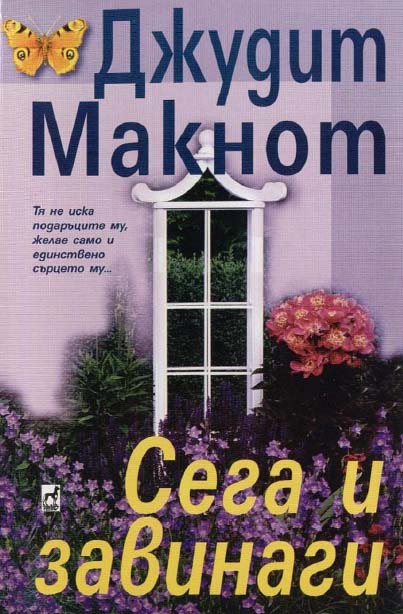 Джудит
Макнот
Тя не иска
подаръците му,
желае само и
единствено
сърцето му...
Сега и
завинаги